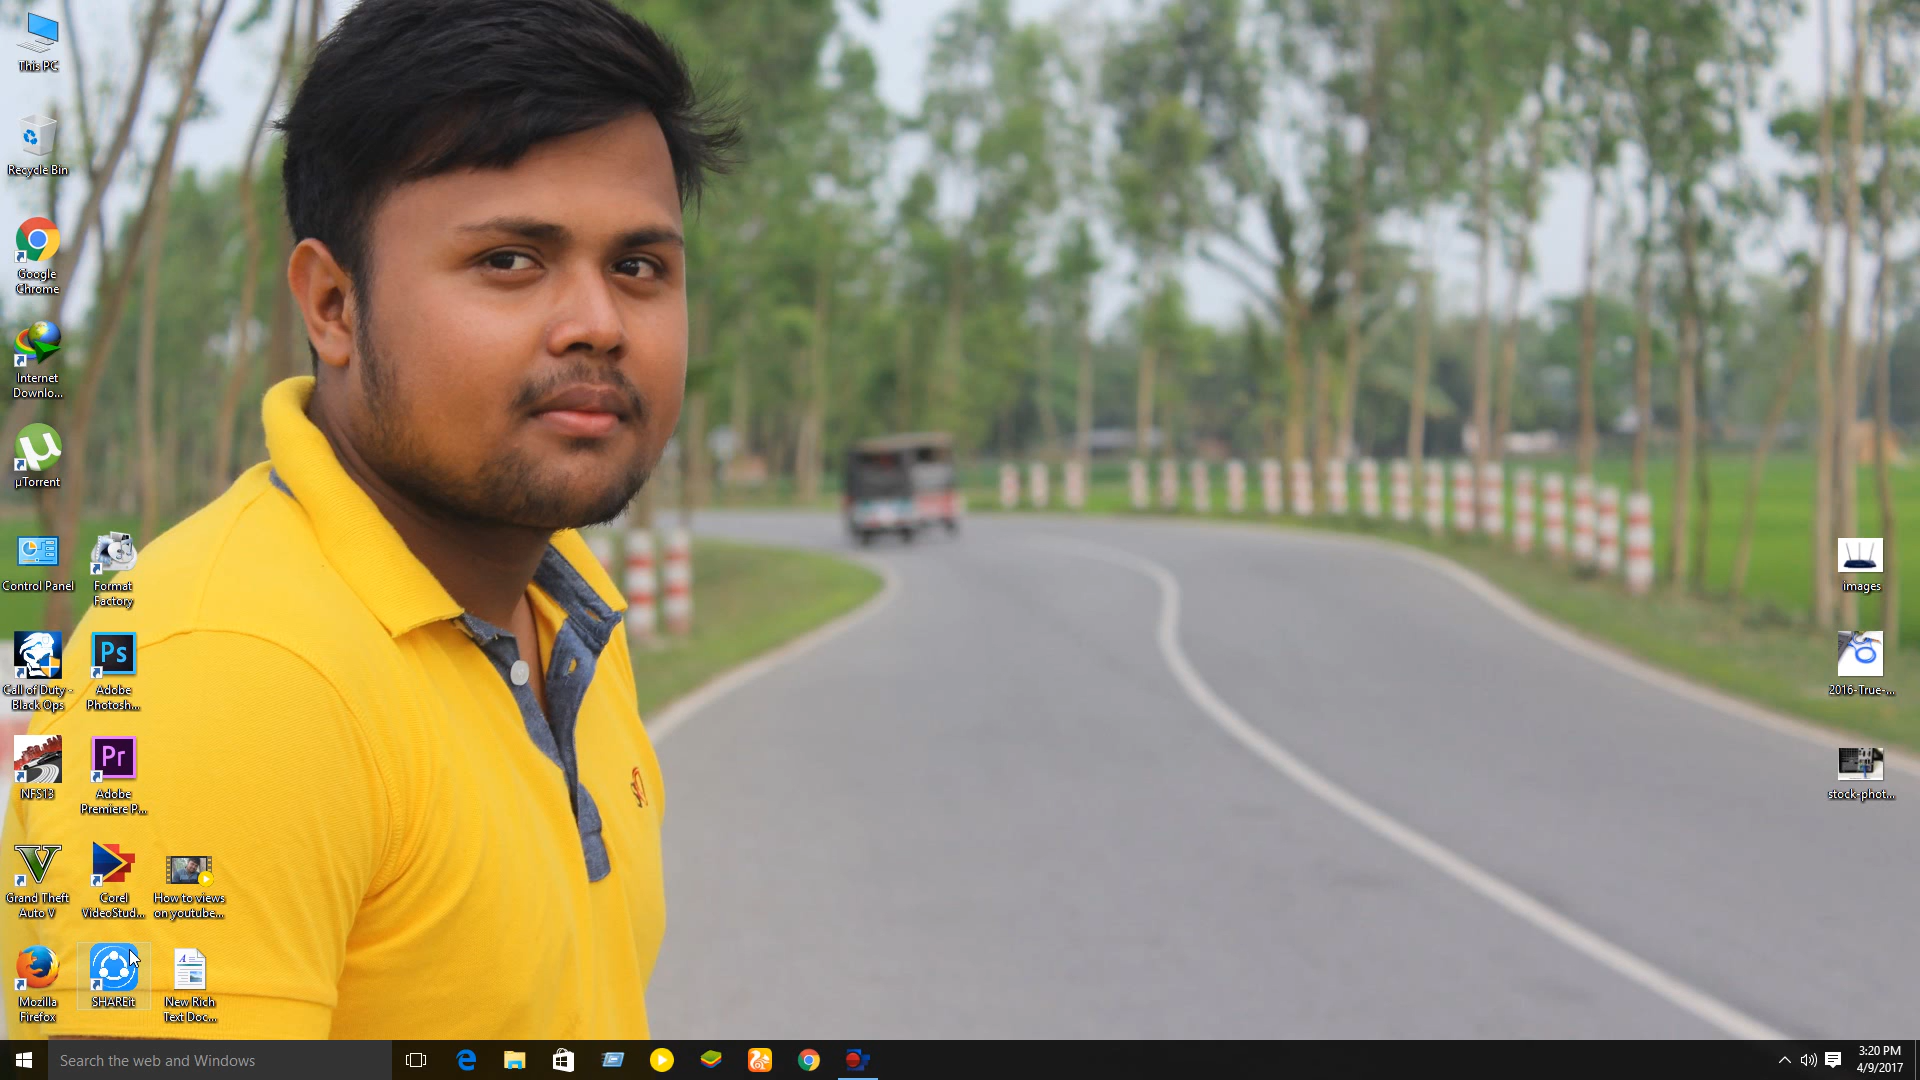 This PC
Recycle Bin
Google
Chrome
Internet
Downlo...
µTorrent
Control Panel
Format
Factory
Call of Duty -
Black Ops
Ps
Adobe
Photosh...
NFS13
Pr
Adobe
Premiere P...
Grand Theft
Auto V
Corel
VideoStud...
How to views
on youtube...
Mozilla
Firefox
SHAREit
New Rich
Text Doc...
images
2016-True-...
stock-phot...
Search the web and Windows
3:20 PM
4/9/2017